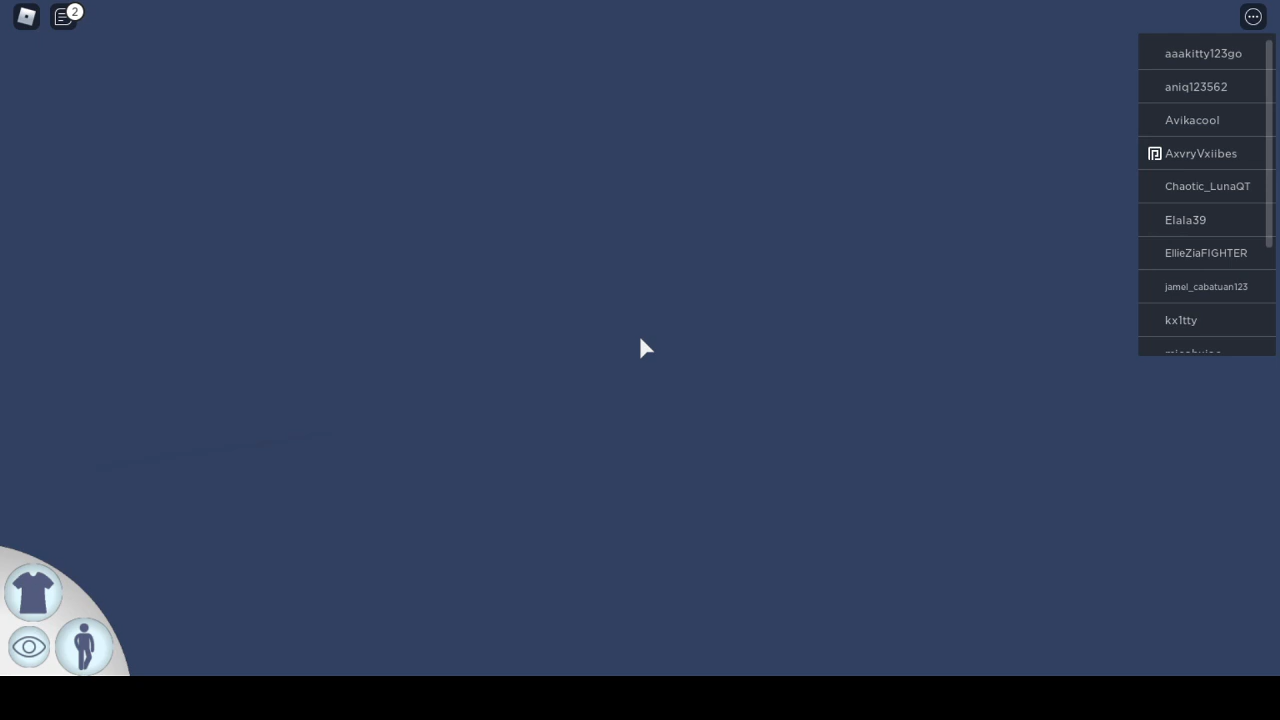 2
aaakitty123go
aniq123562
Avikacool
AxvryVxiibes
Chaotic_LunaQT
Elala39
EllieZiaFIGHTER
jamel_cabatuan123
kx1tty